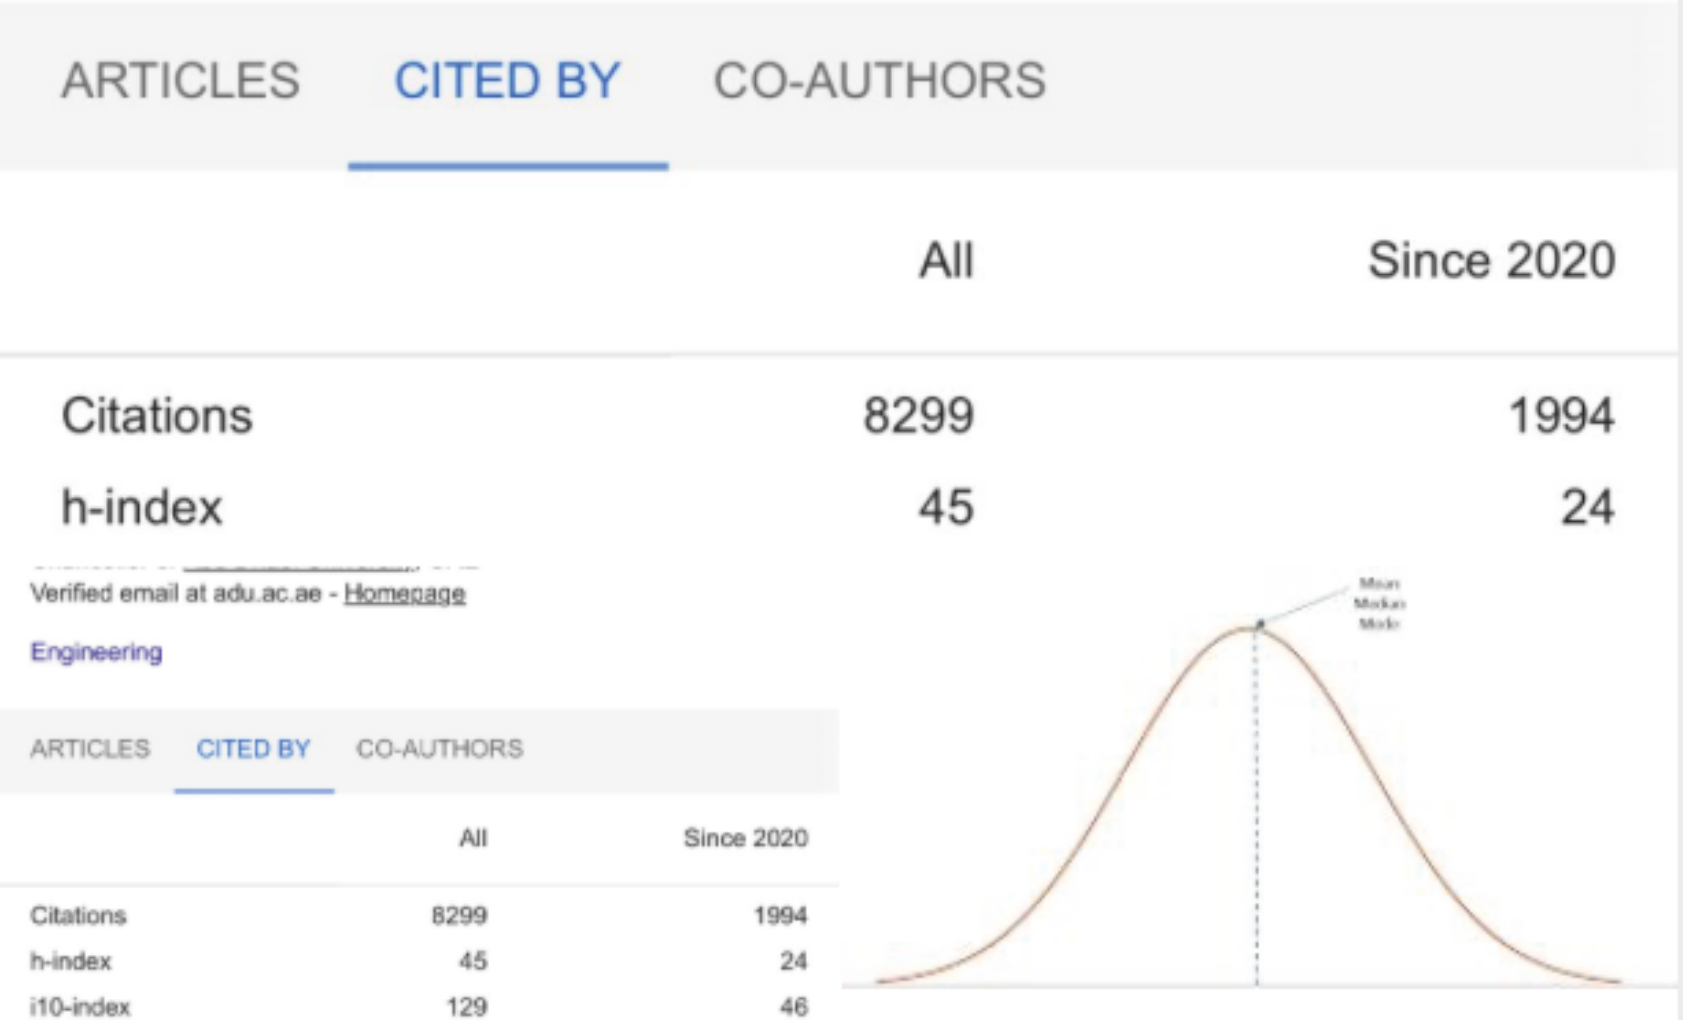 ARTICLES CITED BY CO-AUTHORS
All Since 2020
Citations 8299 1994
h-index 45 24
Verified email at adu.ac.ae - Homepage
Engineering
ARTICLES CITED BY CO-AUTHORS
All Since 2020
Citations 8299 1994
h-index 45 24
i10-index 129 46
Mean
Median
Mode